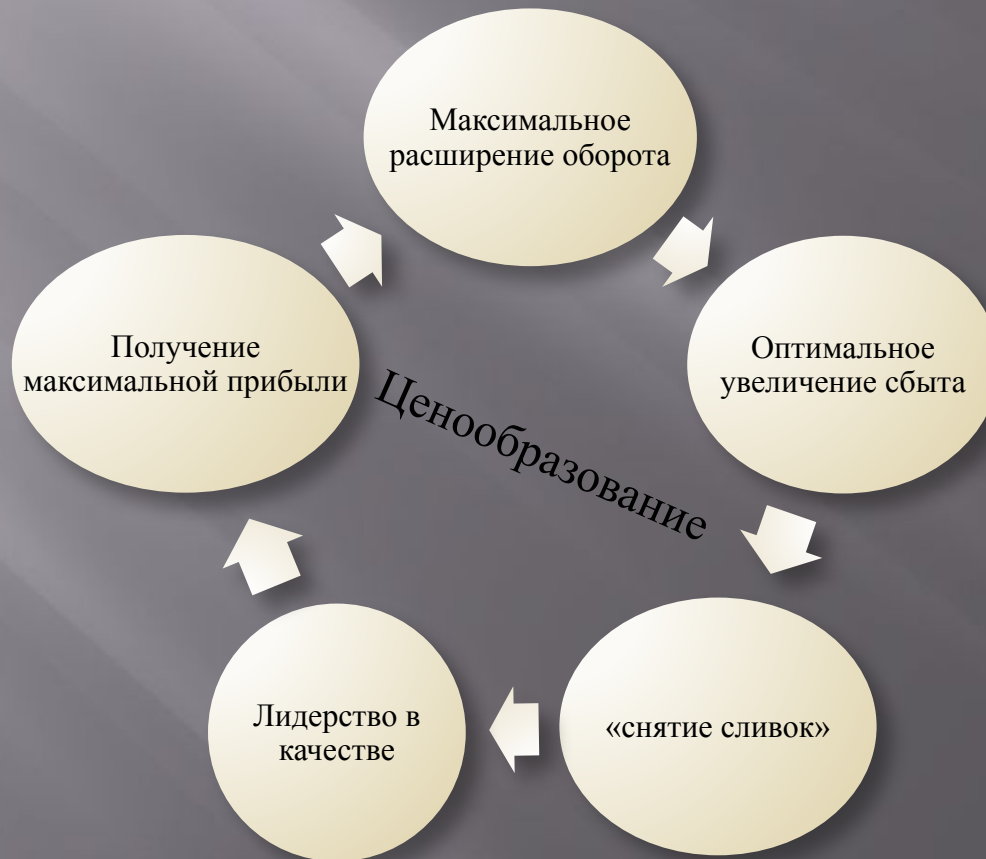 Максимальное
расширение оборота
Оптимальное
увеличение сбыта
«снятие сливок»
Лидерство в
качестве
Получение
максимальной прибыли
Ценообразование